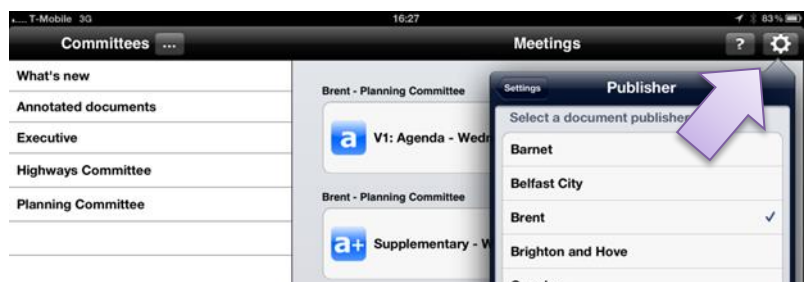 .... T-Mobile 3G 16:27 83%
Committees ... Meetings ?
What's new
Annotated documents
Executive
Highways Committee
Planning Committee
Brent - Planning Committee
a V1: Agenda - Wedn
Brent - Planning Committee
a+ Supplementary - W
Settings Publisher
Select a document publisher
Barnet
Belfast City
Brent ✓
Brighton and Hove